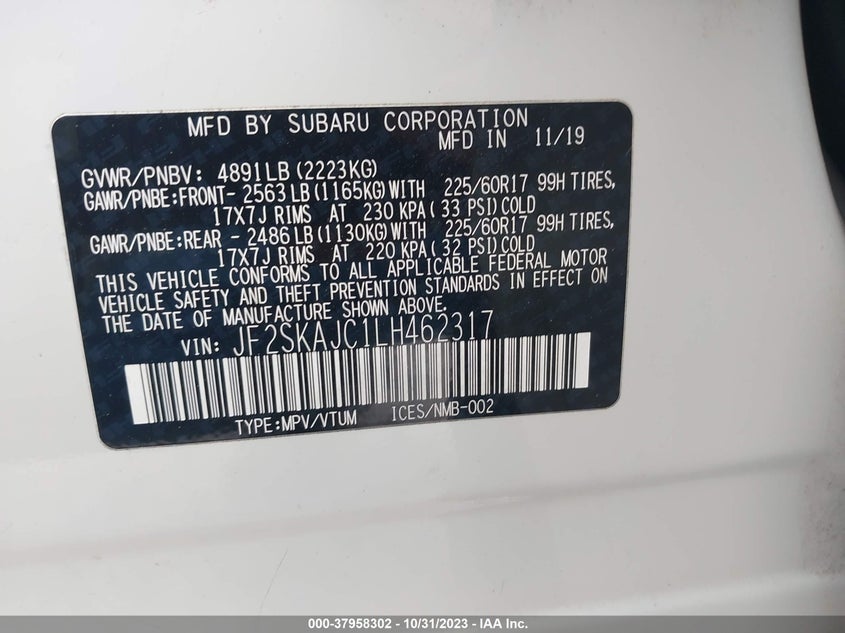 MFD BY SUBARU CORPORATION
MFD IN 11/19
GVWR/PNBV: 4891LB (2223KG)
GAWR/PNBE:FRONT- 2563 LB (1165KG) WITH 225/60R17 99H TIRES,
17X7J RIMS AT 230 KPA ( 33 PSI) COLD
GAWR/PNBE:REAR - 2486 LB (1130KG) WITH 225/60R17 99H TIRES,
17X7J RIMS AT 220 KPA ( 32 PSI) COLD
THIS VEHICLE CONFORMS TO ALL APPLICABLE FEDERAL MOTOR
VEHICLE SAFETY AND THEFT PREVENTION STANDARDS IN EFFECT ON
THE DATE OF MANUFACTURE SHOWN ABOVE.
VIN: JF2SKAJC1LH462317
TYPE:MPV/VTUM ICES/NMB-002
000-37958302 - 10/31/2023 - © IAA Inc.